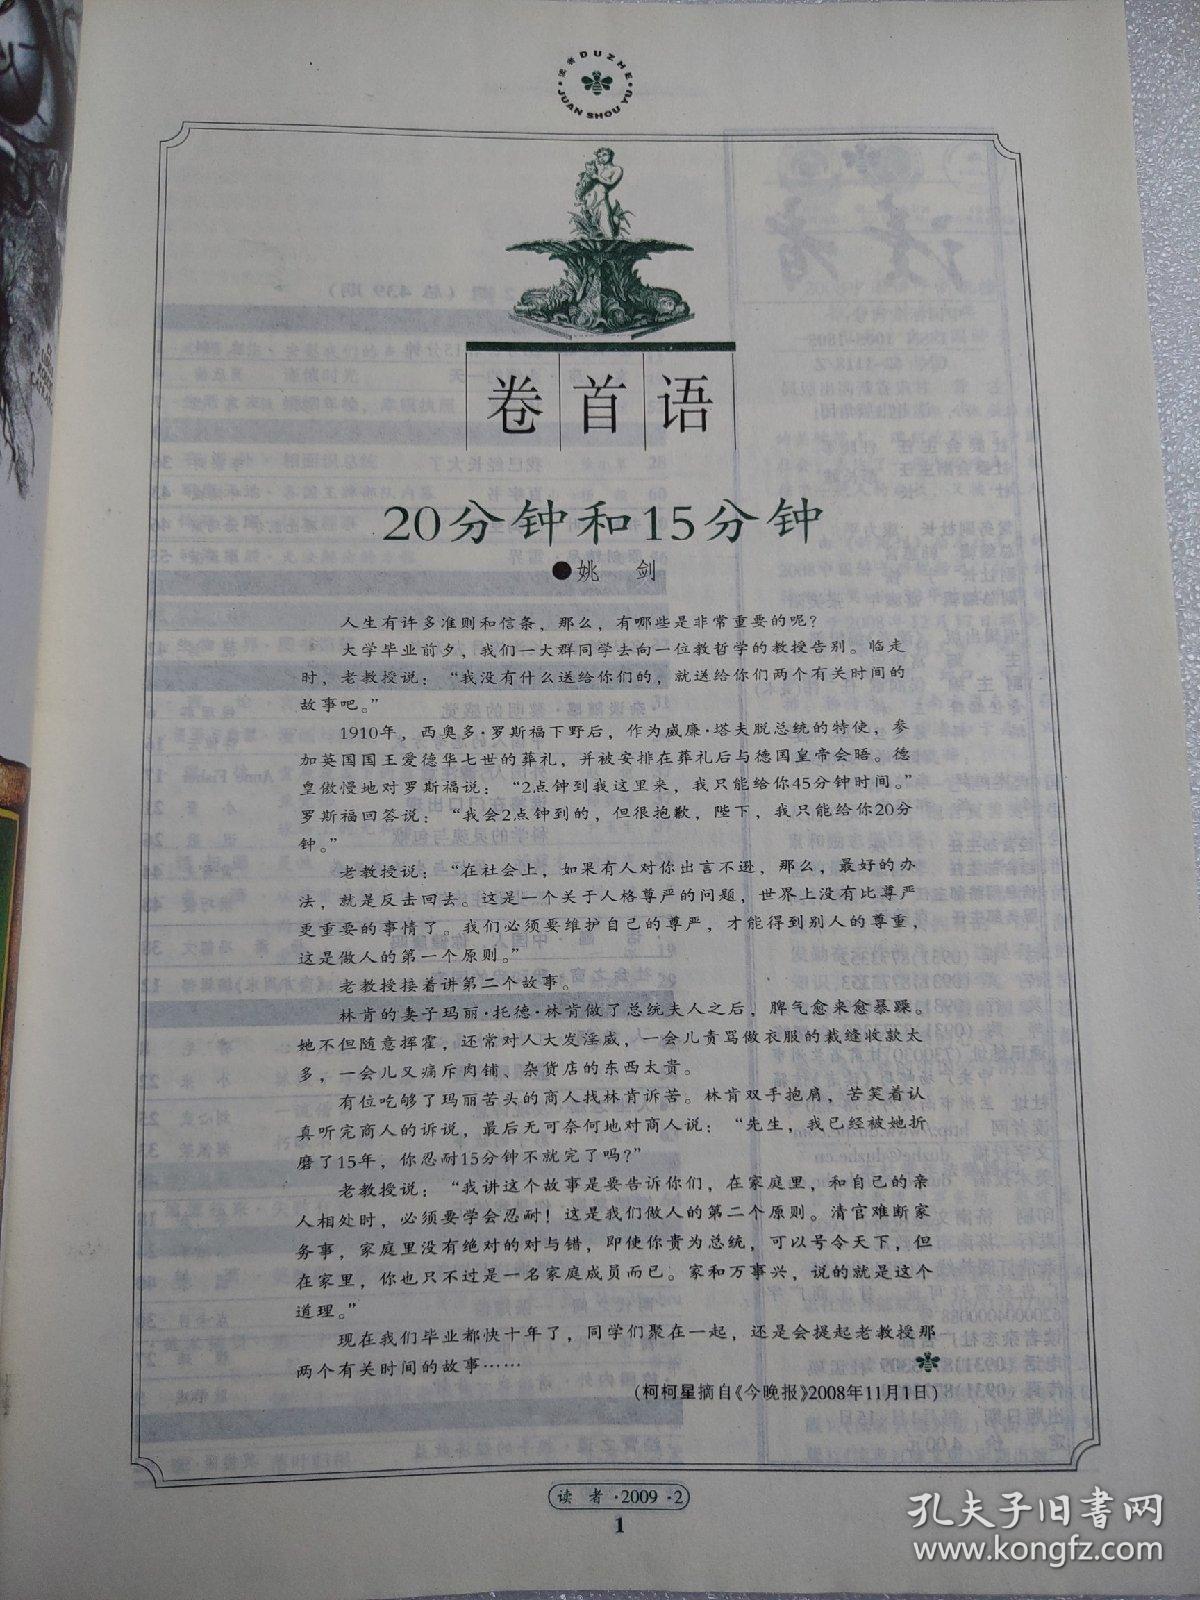 读者DUZHE
JUAN SHOU YU
卷首语
20分钟和15分钟
●姚 剑
人生有许多准则和信条，那么，有哪些是非常重要的呢？
大学毕业前夕，我们一大群同学去向一位教哲学的教授告别。临走
时，老教授说：“我没有什么送给你们的，就送给你们两个有关时间的
故事吧。”
1910年，西奥多·罗斯福下野后，作为威廉·塔夫脱总统的特使，参
加英国国王爱德华七世的葬礼，并被安排在葬礼后与德国皇帝会晤。德
皇傲慢地对罗斯福说：“2点钟到我这里来，我只能给你45分钟时间。”
罗斯福回答说：“我会2点钟到的，但很抱歉，陛下，我只能给你20分
钟。”
老教授说：“在社会上，如果有人对你出言不逊，那么，最好的办
法，就是反击回去。这是一个关于人格尊严的问题，世界上没有比尊严
更重要的事情了。我们必须要维护自己的尊严，才能得到别人的尊重，
这是做人的第一个原则。”
老教授接着讲第二个故事。
林肯的妻子玛丽·托德·林肯做了总统夫人之后，脾气愈来愈暴躁。
她不但随意挥霍，还常对人大发淫威，一会儿责骂做衣服的裁缝收款太
多，一会儿又痛斥肉铺、杂货店的东西太贵。
有位吃够了玛丽苦头的商人找林肯诉苦。林肯双手抱肩，苦笑着认
真听完商人的诉说，最后无可奈何地对商人说：“先生，我已经被她折
磨了15年，你忍耐15分钟不就完了吗？”
老教授说：“我讲这个故事是要告诉你们，在家庭里，和自己的亲
人相处时，必须要学会忍耐！这是我们做人的第二个原则。清官难断家
务事，家庭里没有绝对的对与错，即使你贵为总统，可以号令天下，但
在家里，你也只不过是一名家庭成员而已。家和万事兴，说的就是这个
道理。”
现在我们毕业都快十年了，同学们聚在一起，还是会提起老教授那
两个有关时间的故事……
（柯柯星摘自《今晚报》2008年11月1日）
读 者·2009·2
1
孔夫子旧书网
www.kongfz.com